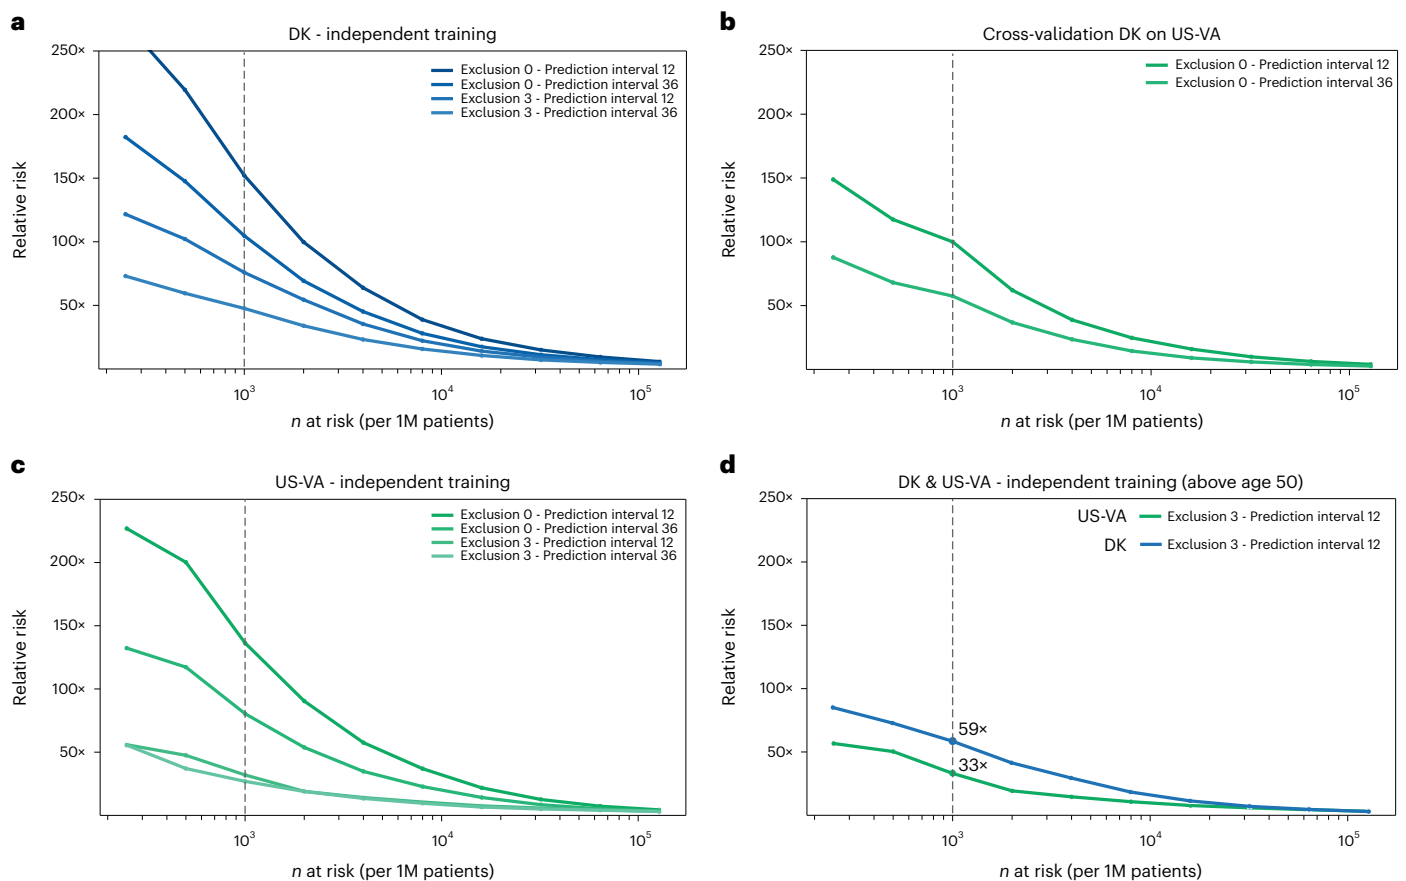 a
DK - independent training
250×
200×
150×
100×
50×
Relative risk
Exclusion 0 - Prediction interval 12
Exclusion 0 - Prediction interval 36
Exclusion 3 - Prediction interval 12
Exclusion 3 - Prediction interval 36
10³
10⁴
10⁵
n at risk (per 1M patients)
b
Cross-validation DK on US-VA
250×
200×
150×
100×
50×
Relative risk
Exclusion 0 - Prediction interval 12
Exclusion 0 - Prediction interval 36
10³
10⁴
10⁵
n at risk (per 1M patients)
c
US-VA - independent training
250×
200×
150×
100×
50×
Relative risk
Exclusion 0 - Prediction interval 12
Exclusion 0 - Prediction interval 36
Exclusion 3 - Prediction interval 12
Exclusion 3 - Prediction interval 36
10³
10⁴
10⁵
n at risk (per 1M patients)
d
DK & US-VA - independent training (above age 50)
250×
200×
150×
100×
50×
Relative risk
US-VA Exclusion 3 - Prediction interval 12
DK Exclusion 3 - Prediction interval 12
59×
33×
10³
10⁴
10⁵
n at risk (per 1M patients)